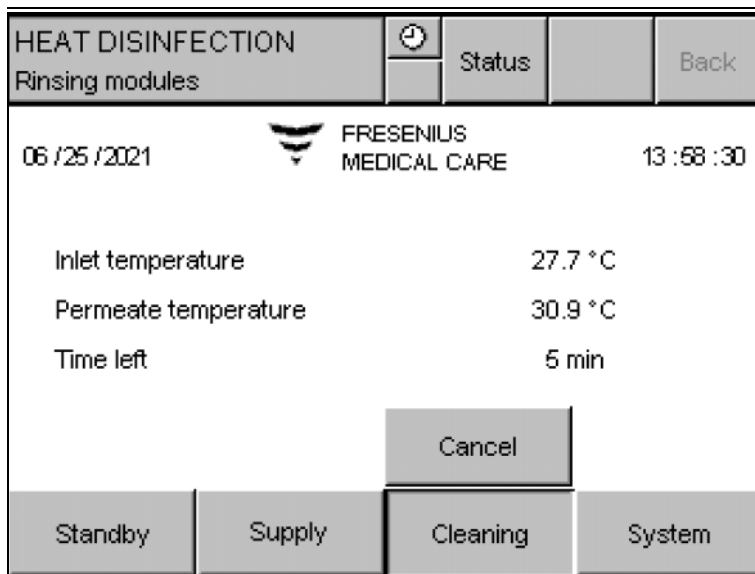 HEAT DISINFECTION
Rinsing modules
Status
Back
06 /25 /2021
FRESENIUS
MEDICAL CARE
13 :58 :30
Inlet temperature 27.7 °C
Permeate temperature 30.9 °C
Time left 5 min
Cancel
Standby Supply Cleaning System